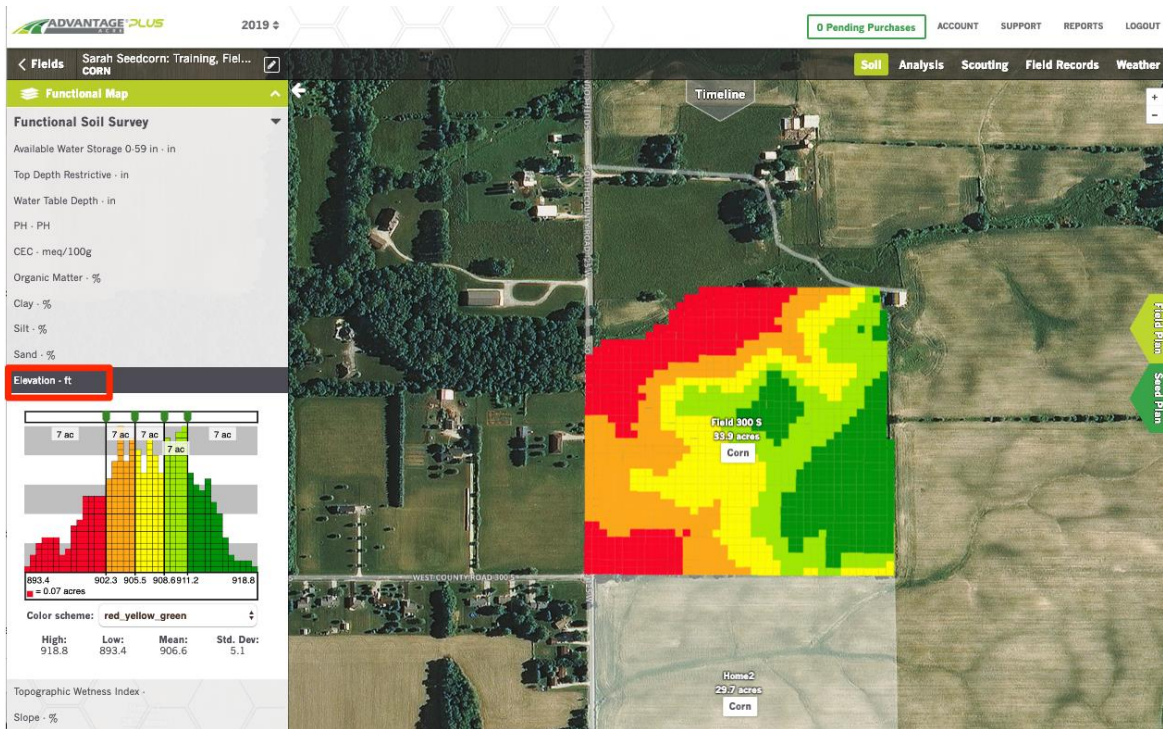 ADVANTAGE PLUS
ACRE
2019
0 Pending Purchases
ACCOUNT
SUPPORT
REPORTS
LOGOUT
Fields
Sarah Seedcorn: Training, Fiel...
CORN
Soil
Analysis
Scouting
Field Records
Weather
Functional Map
Timeline
+
-
Functional Soil Survey
Available Water Storage 0-59 in - in
Top Depth Restrictive - in
Water Table Depth - in
PH - PH
CEC - meq/100g
Organic Matter - %
Clay - %
Silt - %
Sand - %
Elevation - ft
7 ac
7 ac
7 ac
7 ac
7 ac
893.4
902.3
905.5
908.6
911.2
918.8
= 0.07 acres
Color scheme:
red_yellow_green
High:
Low:
Mean:
Std. Dev:
918.8
893.4
906.6
5.1
Topographic Wetness Index -
Slope - %
Field 300 S
33.9 acres
Corn
Field Plan
Seed Plan
WEST COUNTY ROAD 300 S
Home2
29.7 acres
Corn